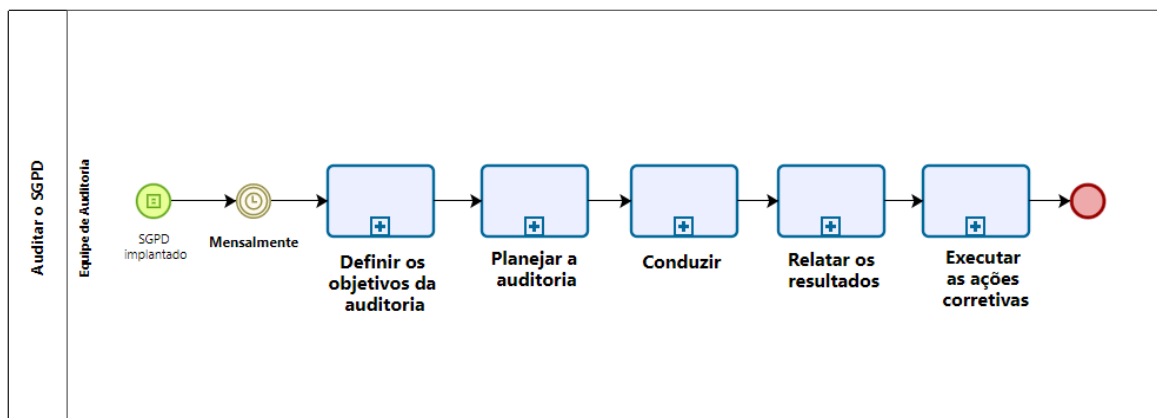 Auditar o SGPD
Equipe de Auditoria
SGPD
implantado
Mensalmente
Definir os
objetivos da
auditoria
Planejar a
auditoria
Conduzir
Relatar os
resultados
Executar
as ações
corretivas